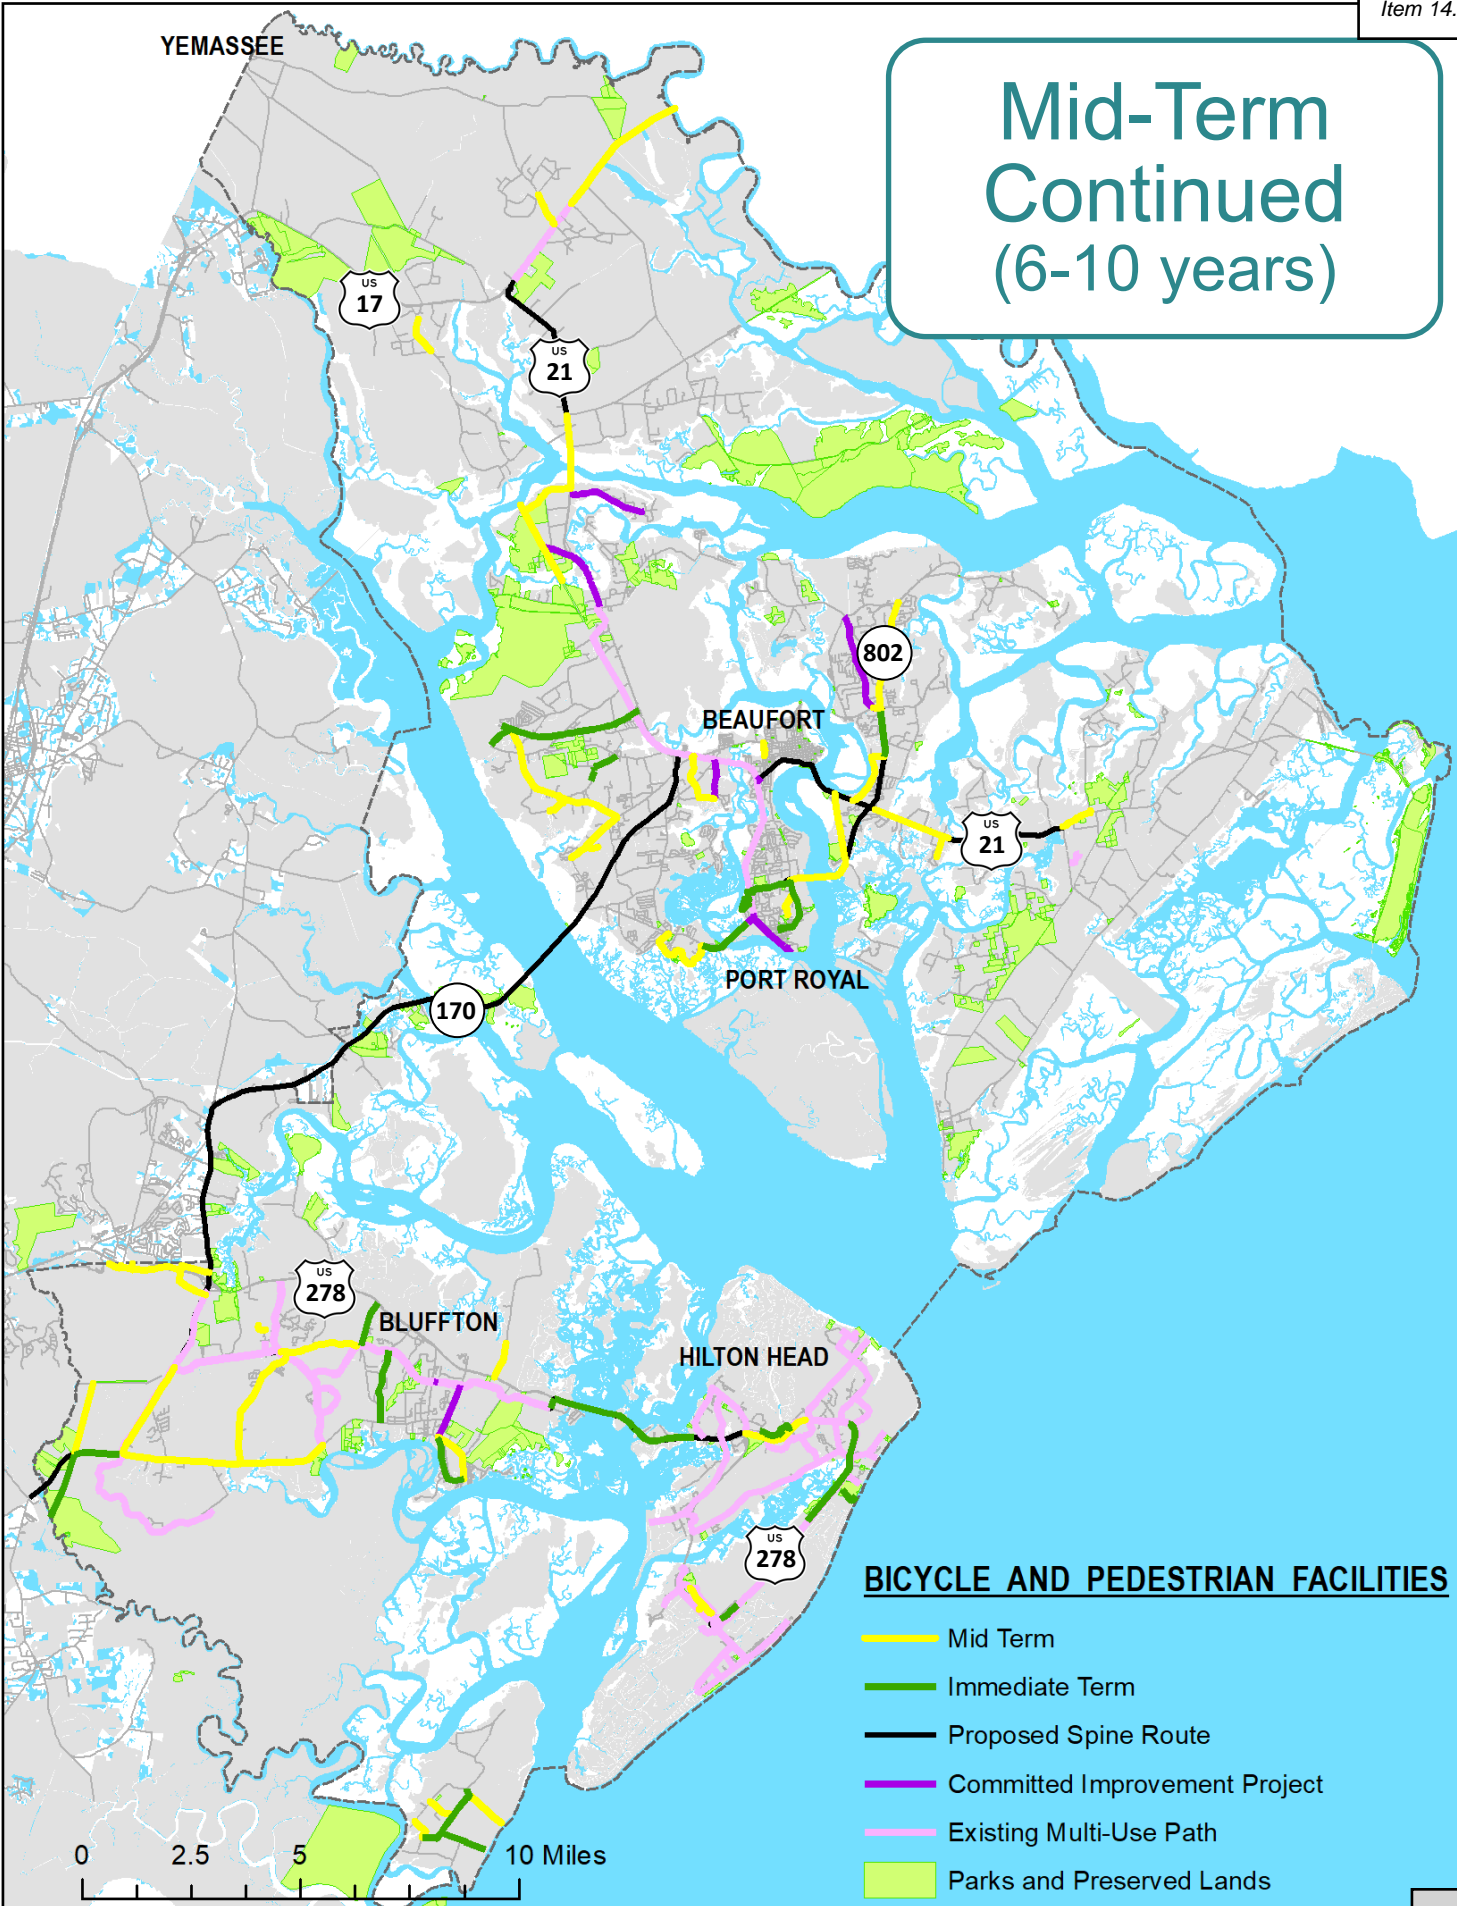 Item 14.
YEMASSEE
Mid-Term
Continued
(6-10 years)
US
17
US
21
802
BEAUFORT
US
21
PORT ROYAL
170
US
278
BLUFFTON
HILTON HEAD
US
278
BICYCLE AND PEDESTRIAN FACILITIES
Mid Term
Immediate Term
Proposed Spine Route
Committed Improvement Project
Existing Multi-Use Path
Parks and Preserved Lands
0 2.5 5 10 Miles